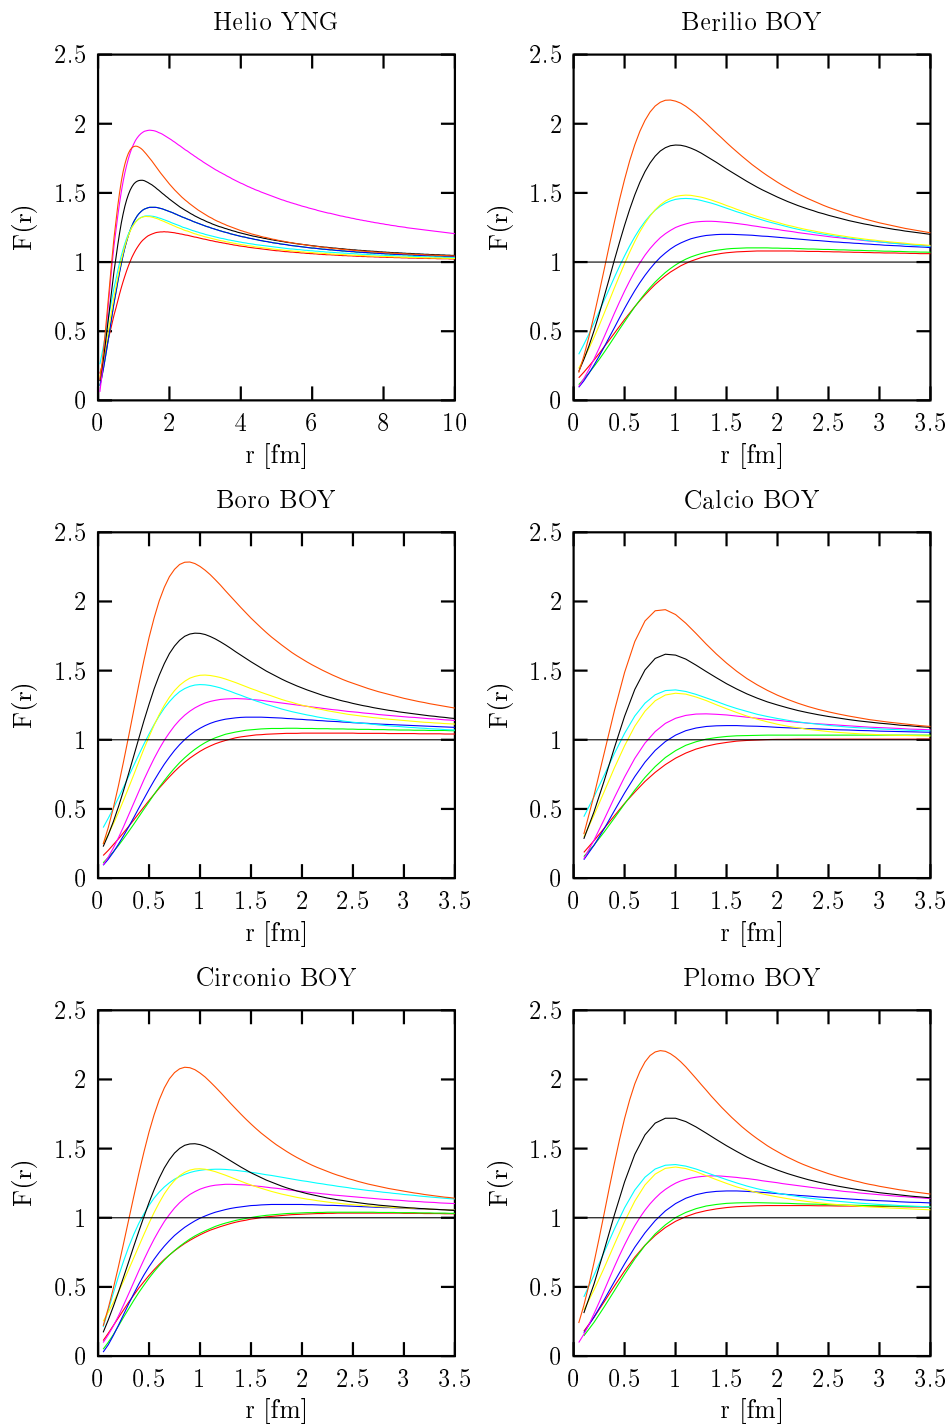 Helio YNG
F(r)
2.5
2
1.5
1
0.5
0
0 2 4 6 8 10
r [fm]
Berilio BOY
F(r)
2.5
2
1.5
1
0.5
0
0 0.5 1 1.5 2 2.5 3 3.5
r [fm]
Boro BOY
F(r)
2.5
2
1.5
1
0.5
0
0 0.5 1 1.5 2 2.5 3 3.5
r [fm]
Calcio BOY
F(r)
2.5
2
1.5
1
0.5
0
0 0.5 1 1.5 2 2.5 3 3.5
r [fm]
Circonio BOY
F(r)
2.5
2
1.5
1
0.5
0
0 0.5 1 1.5 2 2.5 3 3.5
r [fm]
Plomo BOY
F(r)
2.5
2
1.5
1
0.5
0
0 0.5 1 1.5 2 2.5 3 3.5
r [fm]